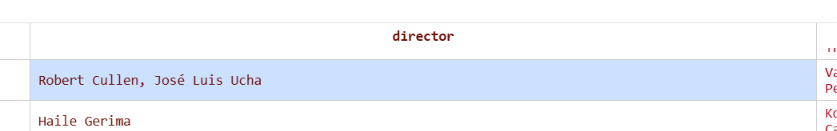 director
Robert Cullen, José Luis Ucha
Haile Gerima